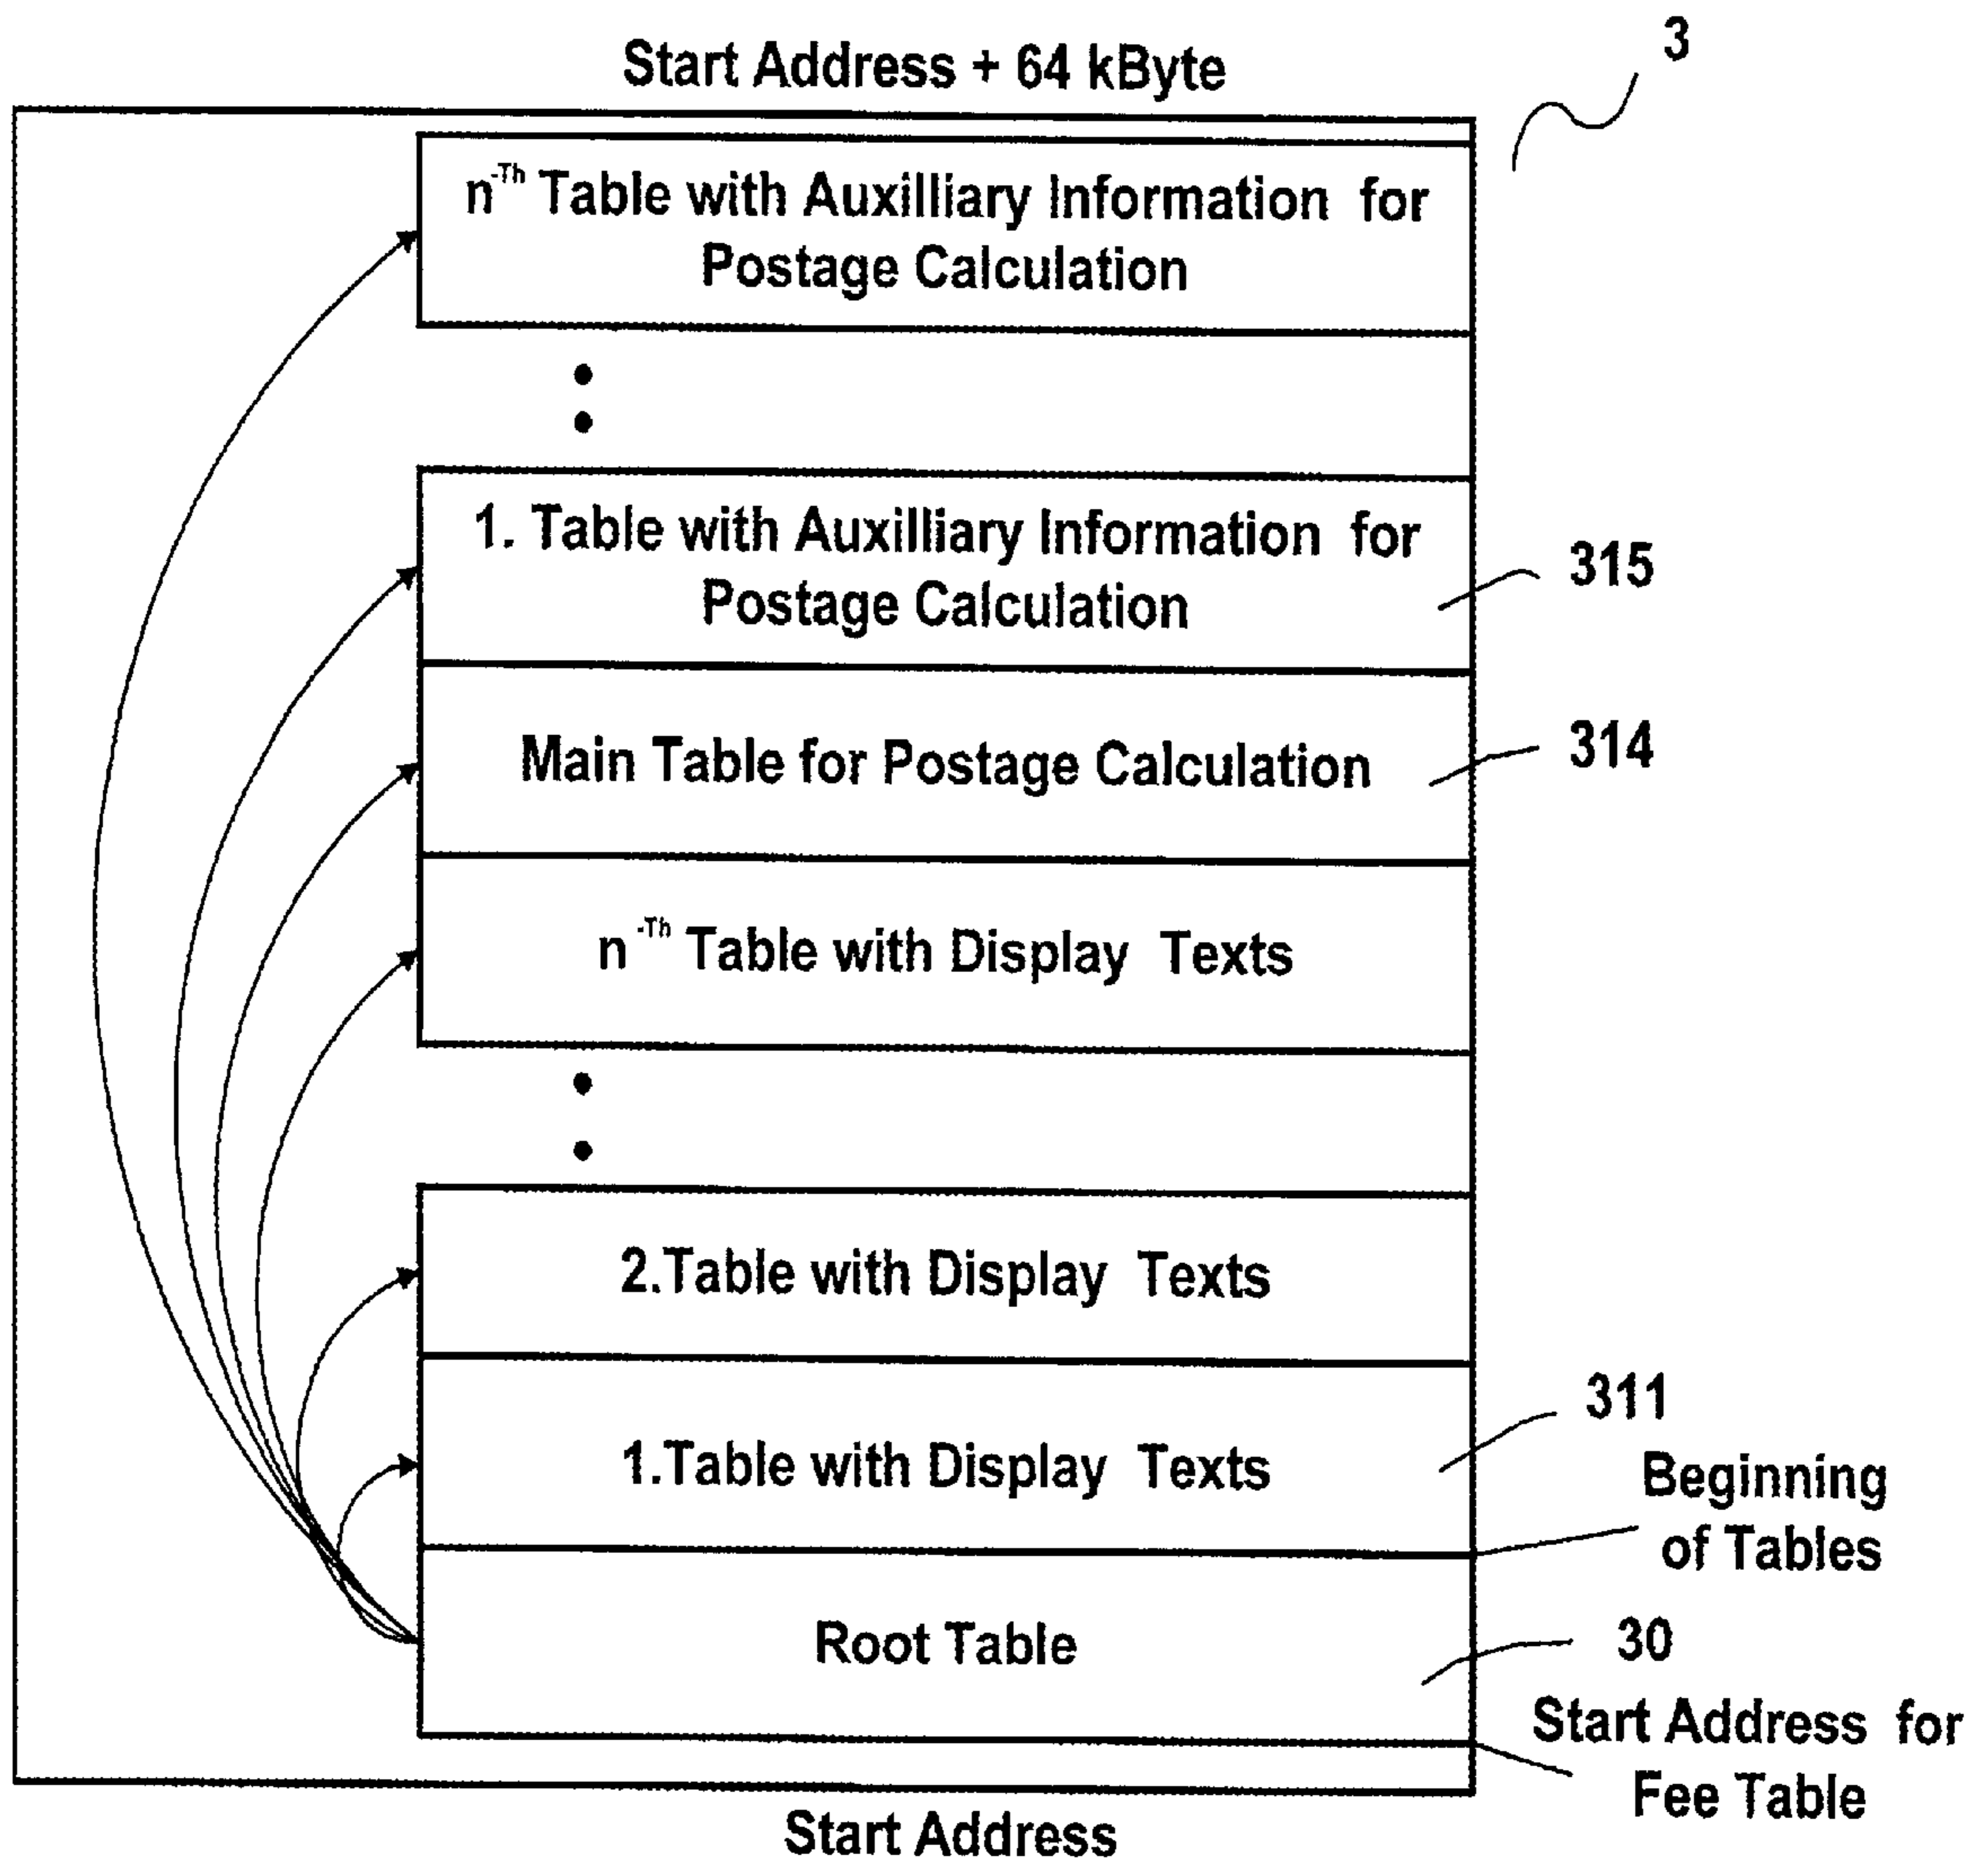 3
Start Address + 64 kByte
n-Th Table with Auxilliary Information for
Postage Calculation
1. Table with Auxilliary Information for
Postage Calculation
315
Main Table for Postage Calculation
314
n-Th Table with Display Texts
2.Table with Display Texts
311
1.Table with Display Texts
Beginning
of Tables
Root Table
30
Start Address for
Fee Table
Start Address